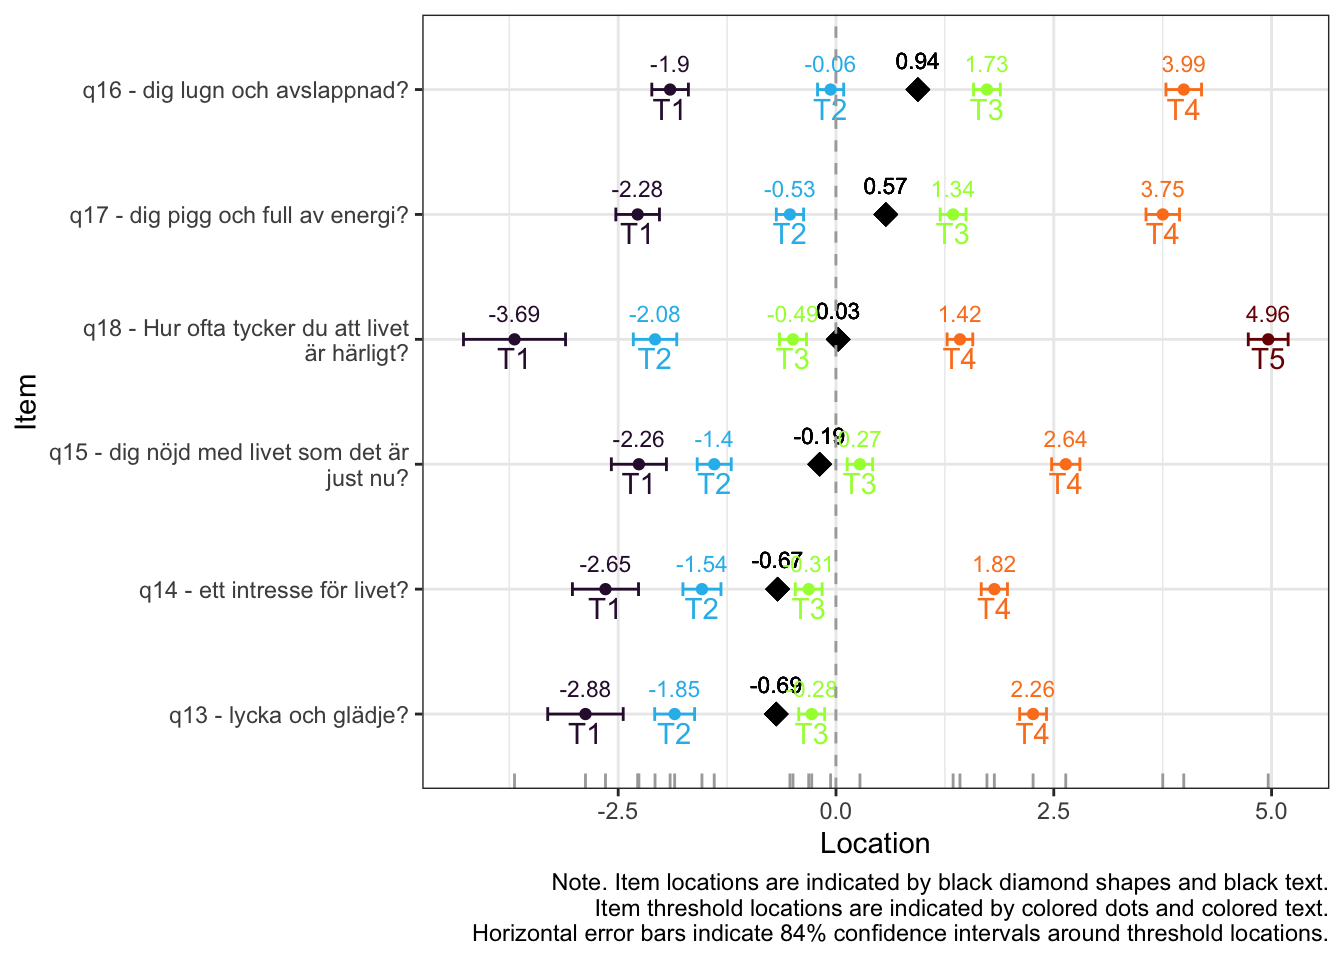 -1.9 -0.06 0.94 1.73 3.99
q16 - dig lugn och avslappnad?
T1 T2 T3 T4
-2.28 -0.53 0.57 1.34 3.75
q17 - dig pigg och full av energi?
T1 T2 T3 T4
-3.69 -2.08 -0.49 0.03 1.42 4.96
q18 - Hur ofta tycker du att livet
är härligt?
T1 T2 T3 T4 T5
Item
-2.26 -1.4 -0.19 0.27 2.64
q15 - dig nöjd med livet som det är
just nu?
T1 T2 T3 T4
-2.65 -1.54 -0.67 -0.31 1.82
q14 - ett intresse för livet?
T1 T2 T3 T4
-2.88 -1.85 -0.69 -0.28 2.26
q13 - lycka och glädje?
T1 T2 T3 T4
-2.5 0.0 2.5 5.0
Location
Note. Item locations are indicated by black diamond shapes and black text.
Item threshold locations are indicated by colored dots and colored text.
Horizontal error bars indicate 84% confidence intervals around threshold locations.